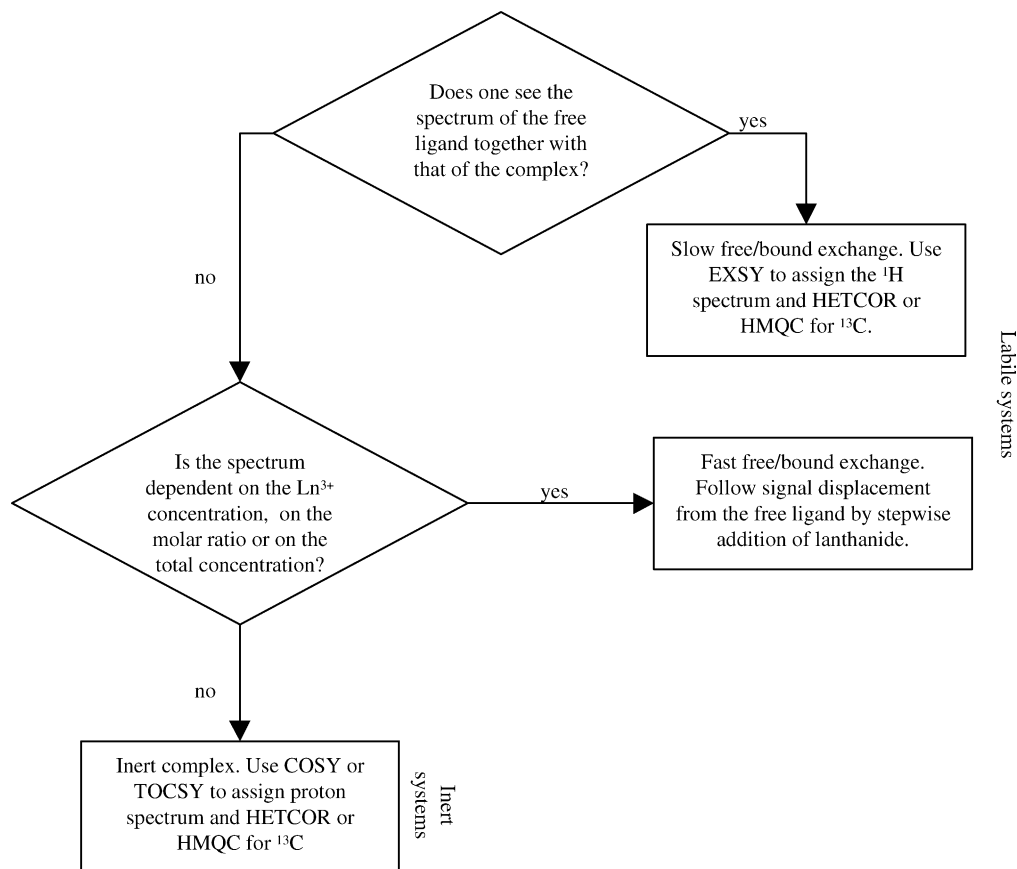 Does one see the
spectrum of the free
ligand together with
that of the complex?
yes
Slow free/bound exchange. Use
EXSY to assign the ¹H
spectrum and HETCOR or
HMQC for ¹³C.
no
Labile systems
Is the spectrum
dependent on the Ln³⁺
concentration, on the
molar ratio or on the
total concentration?
yes
Fast free/bound exchange.
Follow signal displacement
from the free ligand by stepwise
addition of lanthanide.
no
Inert complex. Use COSY or
TOCSY to assign proton
spectrum and HETCOR or
HMQC for ¹³C
Inert
systems